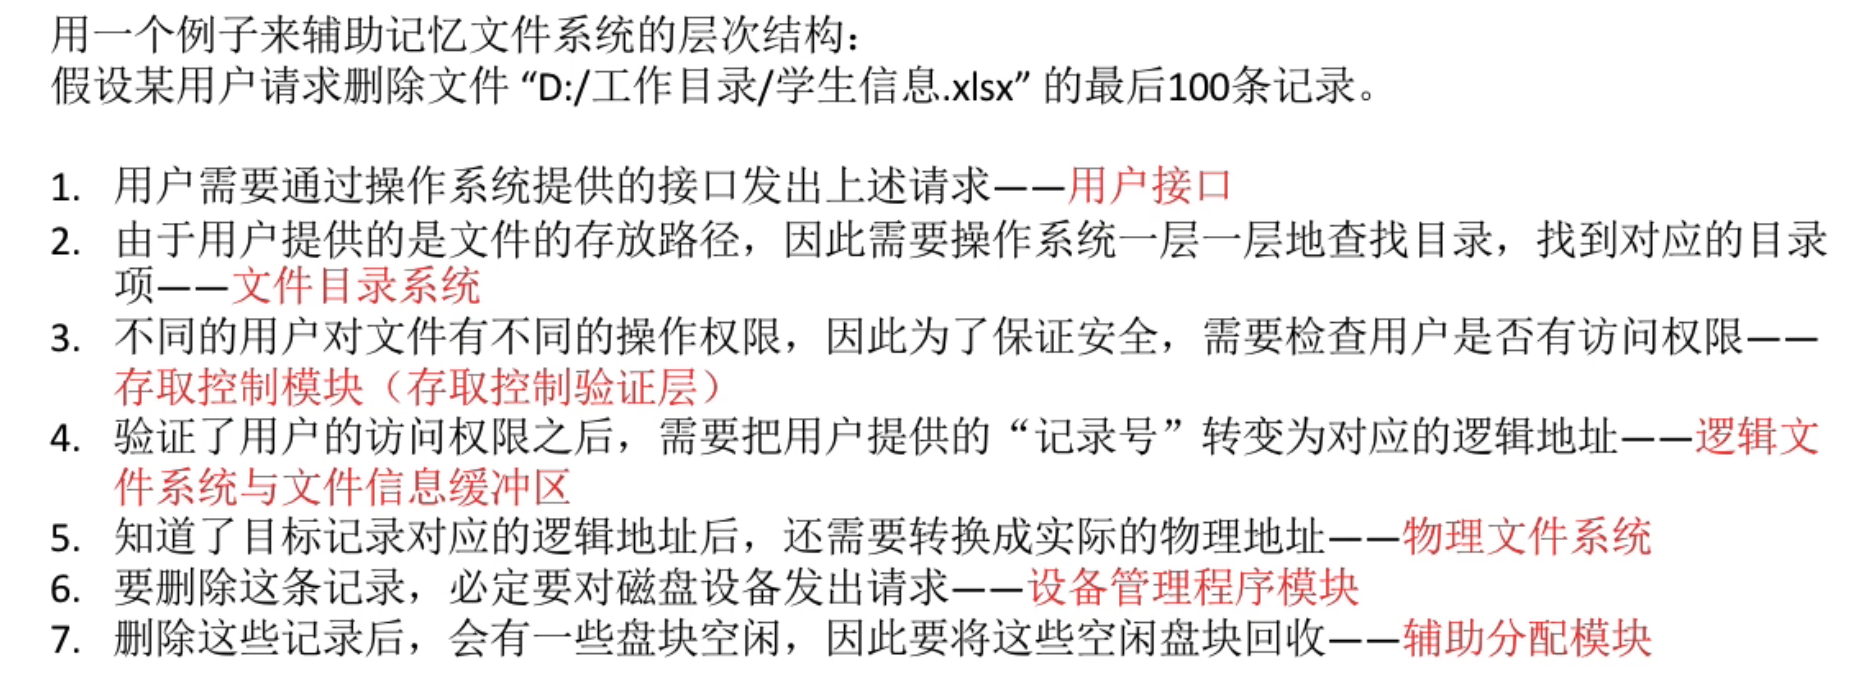 用一个例子来辅助记忆文件系统的层次结构：
假设某用户请求删除文件 “D:/工作目录/学生信息.xlsx” 的最后100条记录。
1. 用户需要通过操作系统提供的接口发出上述请求——用户接口
2. 由于用户提供的是文件的存放路径，因此需要操作系统一层一层地查找目录，找到对应的目录
项——文件目录系统
3. 不同的用户对文件有不同的操作权限，因此为了保证安全，需要检查用户是否有访问权限——
存取控制模块（存取控制验证层）
4. 验证了用户的访问权限之后，需要把用户提供的“记录号”转变为对应的逻辑地址——逻辑文
件系统与文件信息缓冲区
5. 知道了目标记录对应的逻辑地址后，还需要转换成实际的物理地址——物理文件系统
6. 要删除这条记录，必定要对磁盘设备发出请求——设备管理程序模块
7. 删除这些记录后，会有一些盘块空闲，因此要将这些空闲盘块回收——辅助分配模块